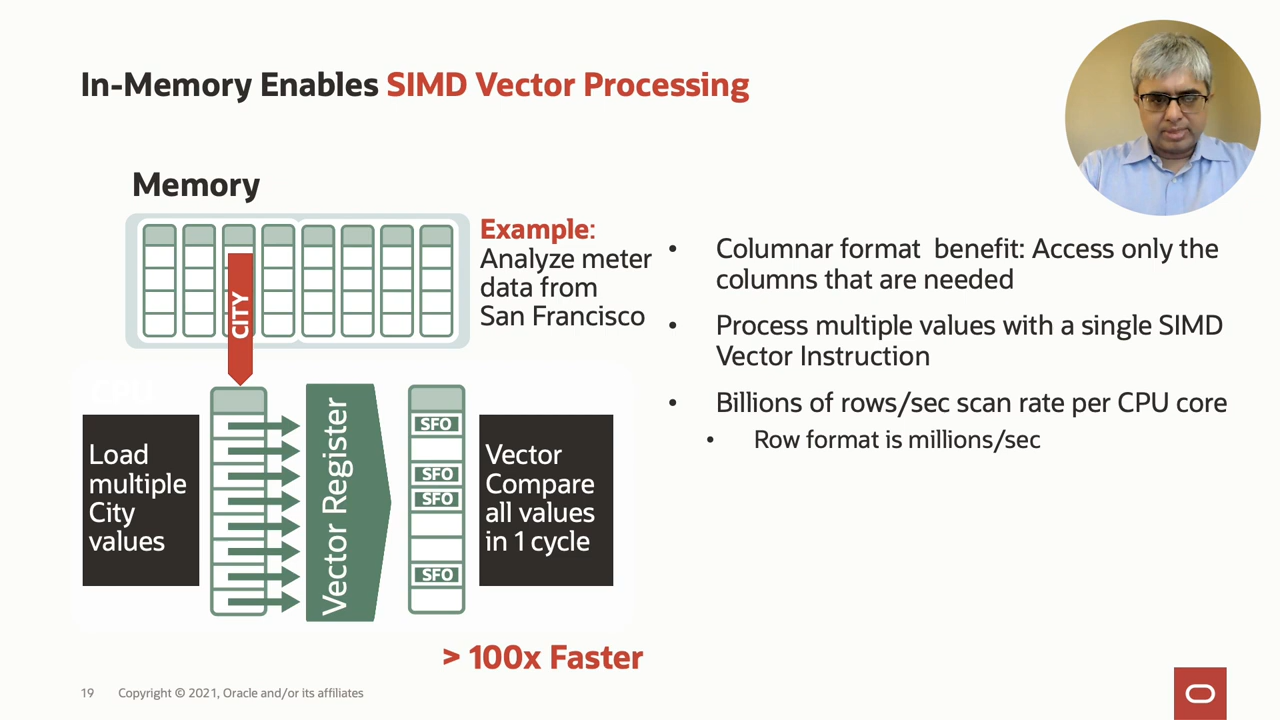 In-Memory Enables SIMD Vector Processing
Memory
CITY
Example:
Analyze meter
data from
San Francisco
CPU
Load
multiple
City
values
Vector Register
SFO
SFO
SFO
SFO
Vector
Compare
all values
in 1 cycle
> 100x Faster
• Columnar format benefit: Access only the
columns that are needed
• Process multiple values with a single SIMD
Vector Instruction
• Billions of rows/sec scan rate per CPU core
• Row format is millions/sec
19 Copyright © 2021, Oracle and/or its affiliates